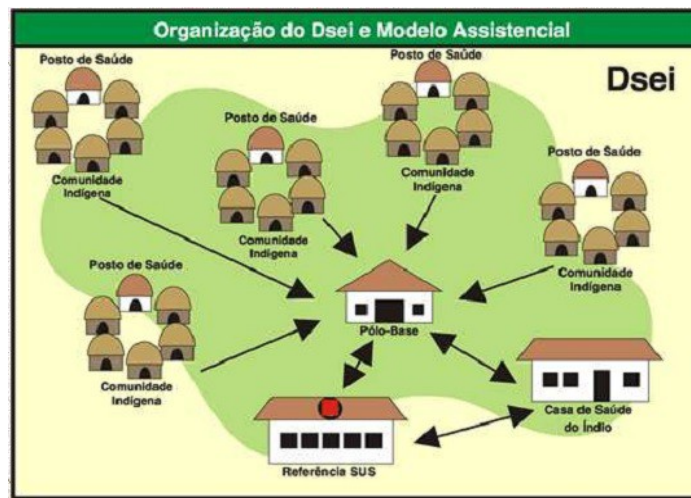 Organização do Dsei e Modelo Assistencial
Dsei
Posto de Saúde
Comunidade
Indígena
Posto de Saúde
Comunidade
Indígena
Posto de Saúde
Comunidade
Indígena
Posto de Saúde
Comunidade
Indígena
Posto de Saúde
Comunidade
Indígena
Pólo-Base
Casa de Saúde
do Índio
Referência SUS